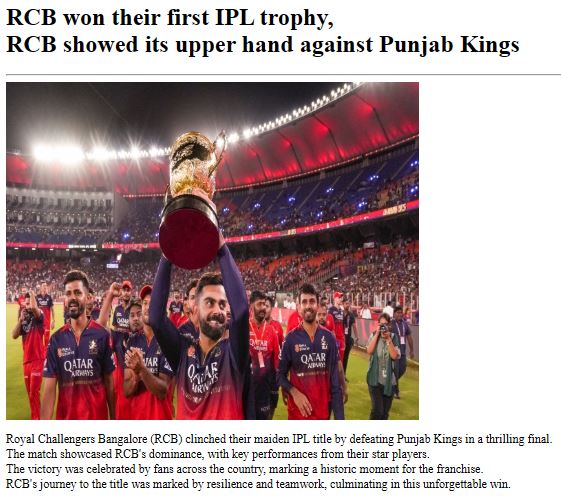 RCB won their first IPL trophy,
RCB showed its upper hand against Punjab Kings
QATAR
AIRWAYS
QATAR
AIRWAYS
QATAR
AIRWAYS
QATAR
AIRWAYS
Royal Challengers Bangalore (RCB) clinched their maiden IPL title by defeating Punjab Kings in a thrilling final.
The match showcased RCB's dominance, with key performances from their star players.
The victory was celebrated by fans across the country, marking a historic moment for the franchise.
RCB's journey to the title was marked by resilience and teamwork, culminating in this unforgettable win.